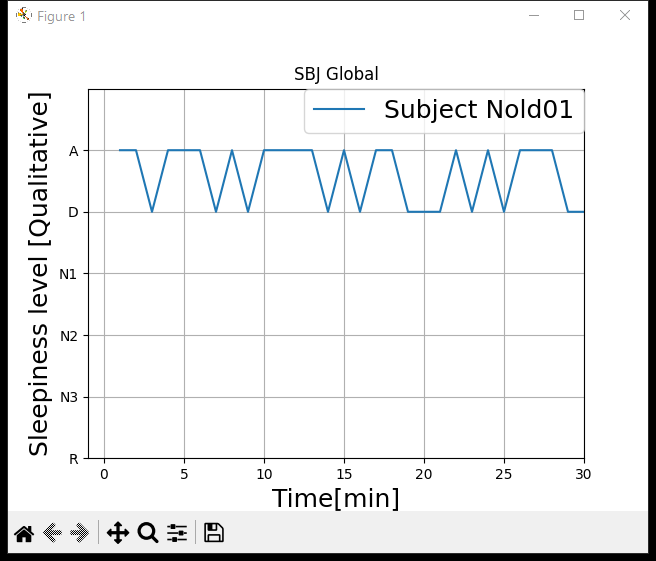 Figure 1
SBJ Global
Subject Nold01
Sleepiness level [Qualitative]
A
D
N1
N2
N3
R
0 5 10 15 20 25 30
Time[min]